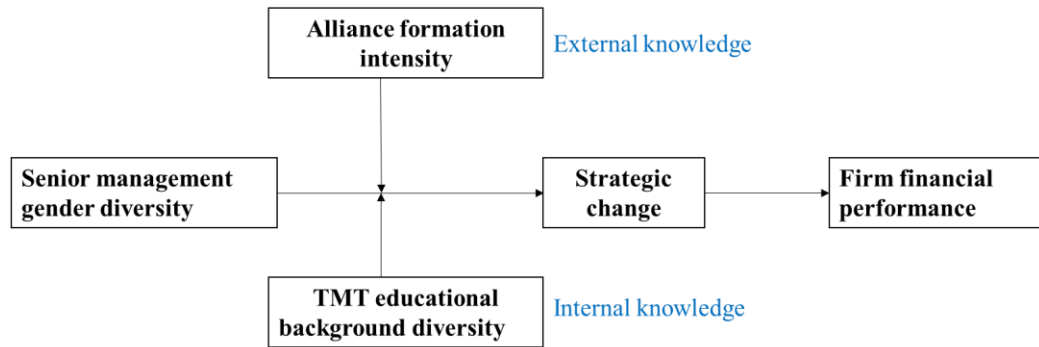 Alliance formation
intensity
External knowledge
Senior management
gender diversity
Strategic
change
Firm financial
performance
TMT educational
background diversity
Internal knowledge